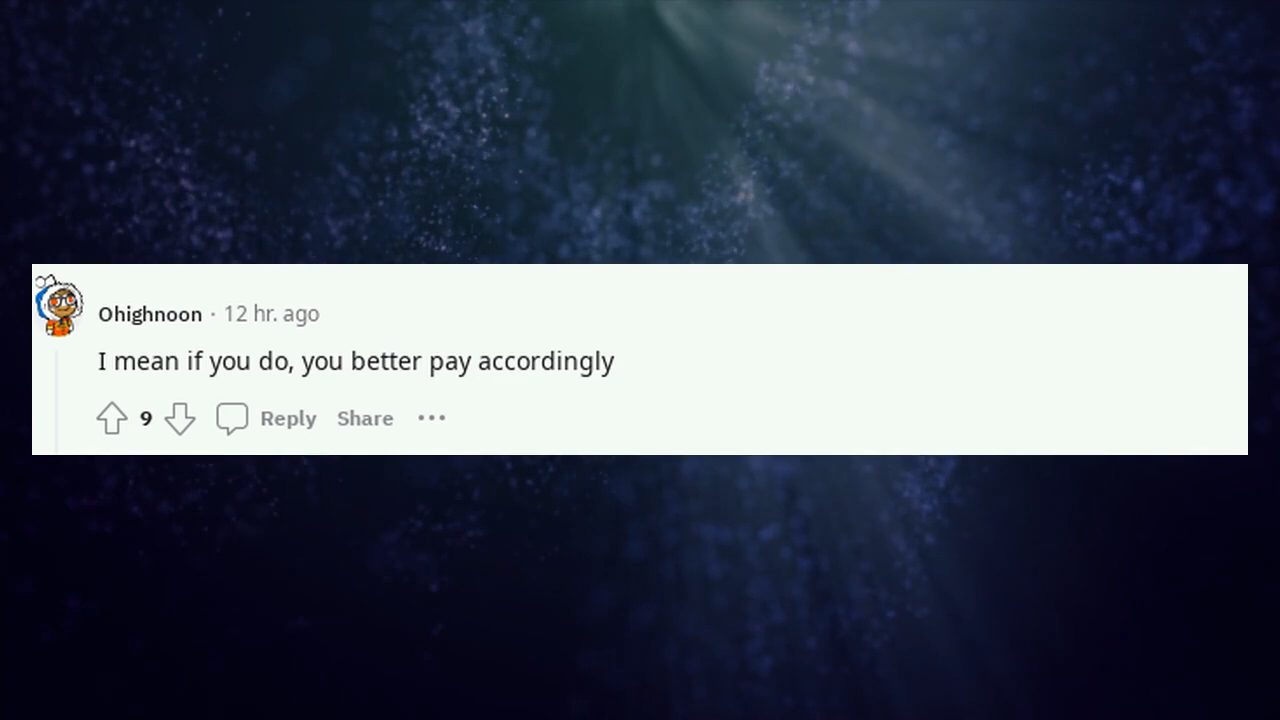 Ohighnoon · 12 hr. ago
I mean if you do, you better pay accordingly
9 Reply Share ···